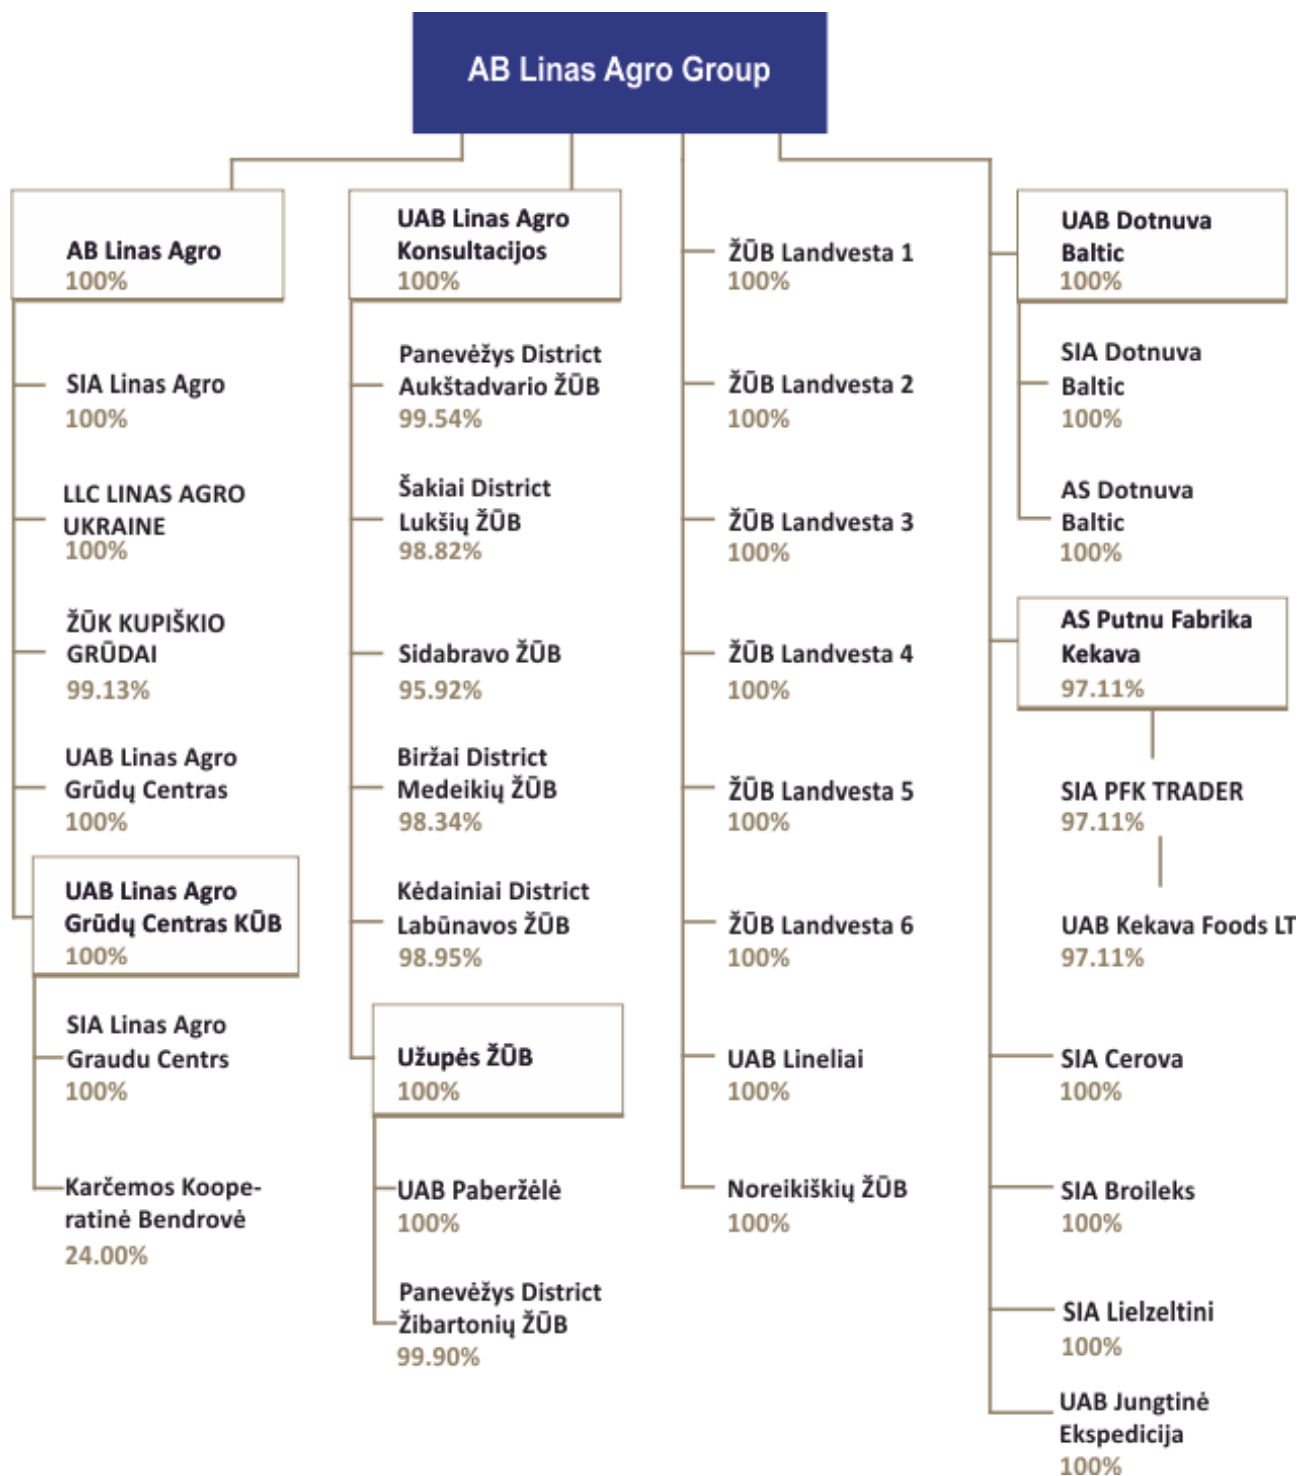 AB Linas Agro Group
AB Linas Agro
100%
SIA Linas Agro
100%
LLC LINAS AGRO
UKRAINE
100%
ŽŪK KUPIŠKIO
GRŪDAI
99.13%
UAB Linas Agro
Grūdų Centras
100%
UAB Linas Agro
Grūdų Centras KŪB
100%
SIA Linas Agro
Graudu Centrs
100%
Karčemos Koope-
ratinė Bendrovė
24.00%
UAB Linas Agro
Konsultacijos
100%
Panevėžys District
Aukštadvario ŽŪB
99.54%
Šakiai District
Lukšių ŽŪB
98.82%
Sidabravo ŽŪB
95.92%
Biržai District
Medeikių ŽŪB
98.34%
Kėdainiai District
Labūnavos ŽŪB
98.95%
Užupės ŽŪB
100%
UAB Paberžėlė
100%
Panevėžys District
Žibartonių ŽŪB
99.90%
ŽŪB Landvesta 1
100%
ŽŪB Landvesta 2
100%
ŽŪB Landvesta 3
100%
ŽŪB Landvesta 4
100%
ŽŪB Landvesta 5
100%
ŽŪB Landvesta 6
100%
UAB Lineliai
100%
Noreikiškių ŽŪB
100%
UAB Dotnuva
Baltic
100%
SIA Dotnuva
Baltic
100%
AS Dotnuva
Baltic
100%
AS Putnu Fabrika
Kekava
97.11%
SIA PFK TRADER
97.11%
UAB Kekava Foods LT
97.11%
SIA Cerova
100%
SIA Broileks
100%
SIA Lielzeltini
100%
UAB Jungtinė
Ekspedicija
100%